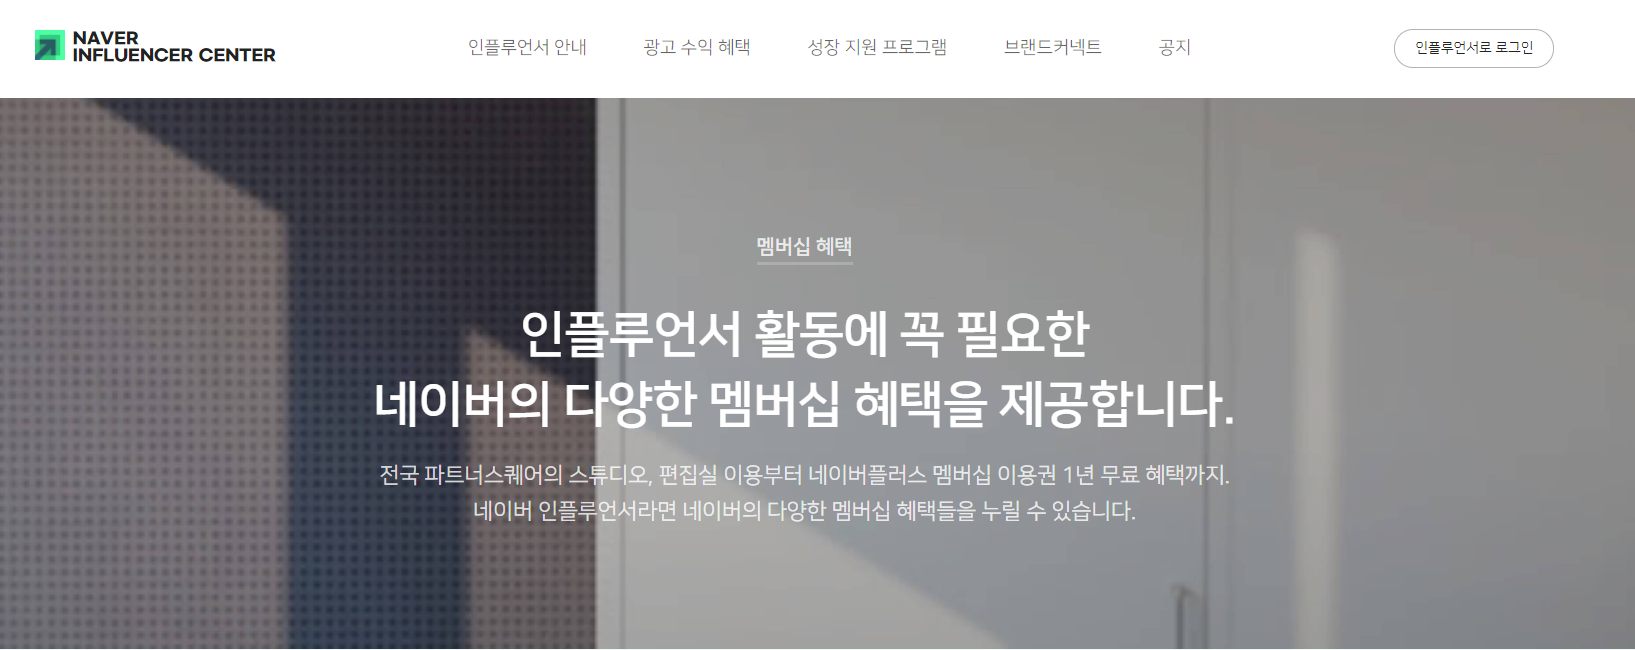 NAVER
INFLUENCER CENTER
인플루언서 안내
광고 수익 혜택
성장 지원 프로그램
브랜드커넥트
공지
인플루언서로 로그인
멤버십 혜택
인플루언서 활동에 꼭 필요한
네이버의 다양한 멤버십 혜택을 제공합니다.
전국 파트너스퀘어의 스튜디오, 편집실 이용부터 네이버플러스 멤버십 이용권 1년 무료 혜택까지.
네이버 인플루언서라면 네이버의 다양한 멤버십 혜택들을 누릴 수 있습니다.